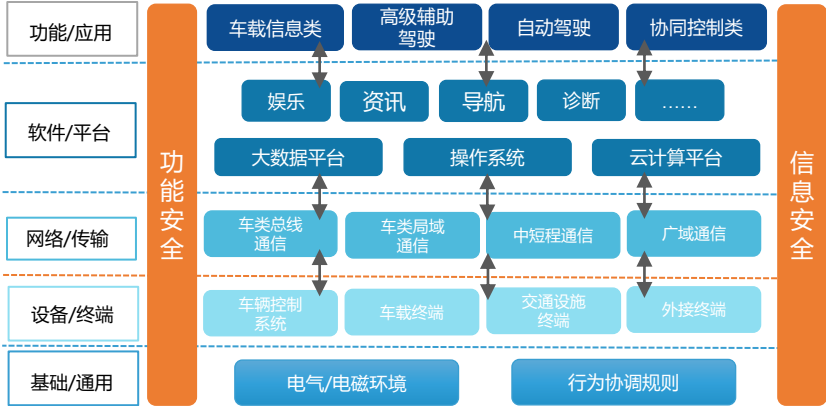 功能/应用
车载信息类
高级辅助
驾驶
自动驾驶
协同控制类
软件/平台
娱乐
资讯
导航
诊断
……
大数据平台
操作系统
云计算平台
功能安全
信息安全
网络/传输
车类总线
通信
车类局域
通信
中短程通信
广域通信
设备/终端
车辆控制
系统
车载终端
交通设施
终端
外接终端
基础/通用
电气/电磁环境
行为协调规则